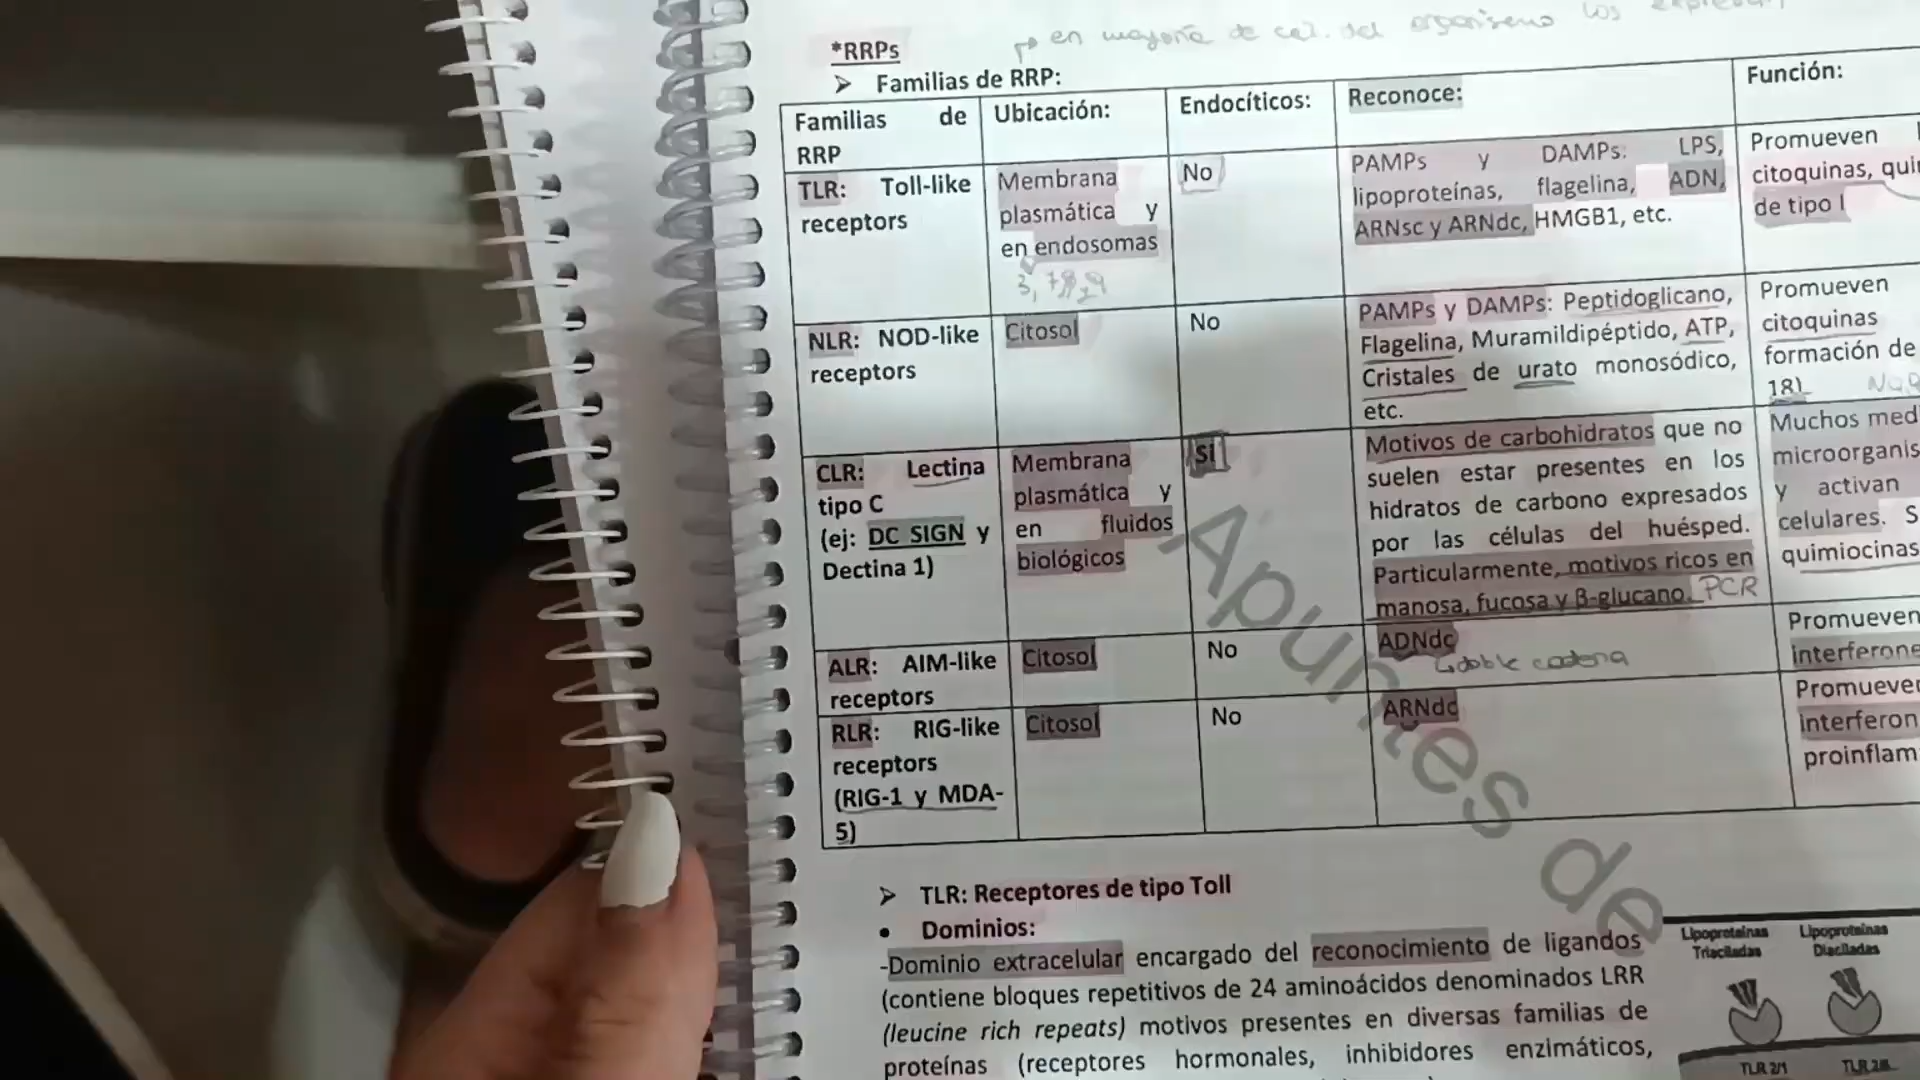 en mayoría de cel. del organismo los
*RRPs
➢ Familias de RRP:
Familias de RRP
Ubicación:
Endocíticos:
Reconoce:
Función:
TLR: Toll-like
receptors
Membrana
plasmática y
en endosomas
3, 7, 8, 9
No
PAMPs y DAMPs: LPS,
lipoproteínas, flagelina, ADN,
ARNsc y ARNdc, HMGB1, etc.
Promueven
citoquinas, qui
de tipo I
NLR: NOD-like
receptors
Citosol
No
PAMPs y DAMPs: Peptidoglicano,
Flagelina, Muramildipéptido, ATP,
Cristales de urato monosódico,
etc.
Promueven
citoquinas
formación de
18)
CLR: Lectina
tipo C
(ej: DC SIGN y
Dectina 1)
Membrana
plasmática y
en fluidos
biológicos
Sí
Motivos de carbohidratos que no
suelen estar presentes en los
hidratos de carbono expresados
por las células del huésped.
Particularmente, motivos ricos en
manosa, fucosa y β-glucano. PCR
Muchos med
microorganis
y activan
celulares. S
quimiocinas
ALR: AIM-like
receptors
Citosol
No
ADNdc
↳doble cadena
Promueven
interferone
RLR: RIG-like
receptors
(RIG-1 y MDA-
5)
Citosol
No
ARNdc
Promueven
interferon
proinflam
Apuntes de
➢ TLR: Receptores de tipo Toll
• Dominios:
-Dominio extracelular encargado del reconocimiento de ligandos
(contiene bloques repetitivos de 24 aminoácidos denominados LRR
(leucine rich repeats) motivos presentes en diversas familias de
proteínas (receptores hormonales, inhibidores enzimáticos,
Lipoproteínas
Triaciladas
Lipoproteínas
Diaciladas
TLR 2/1